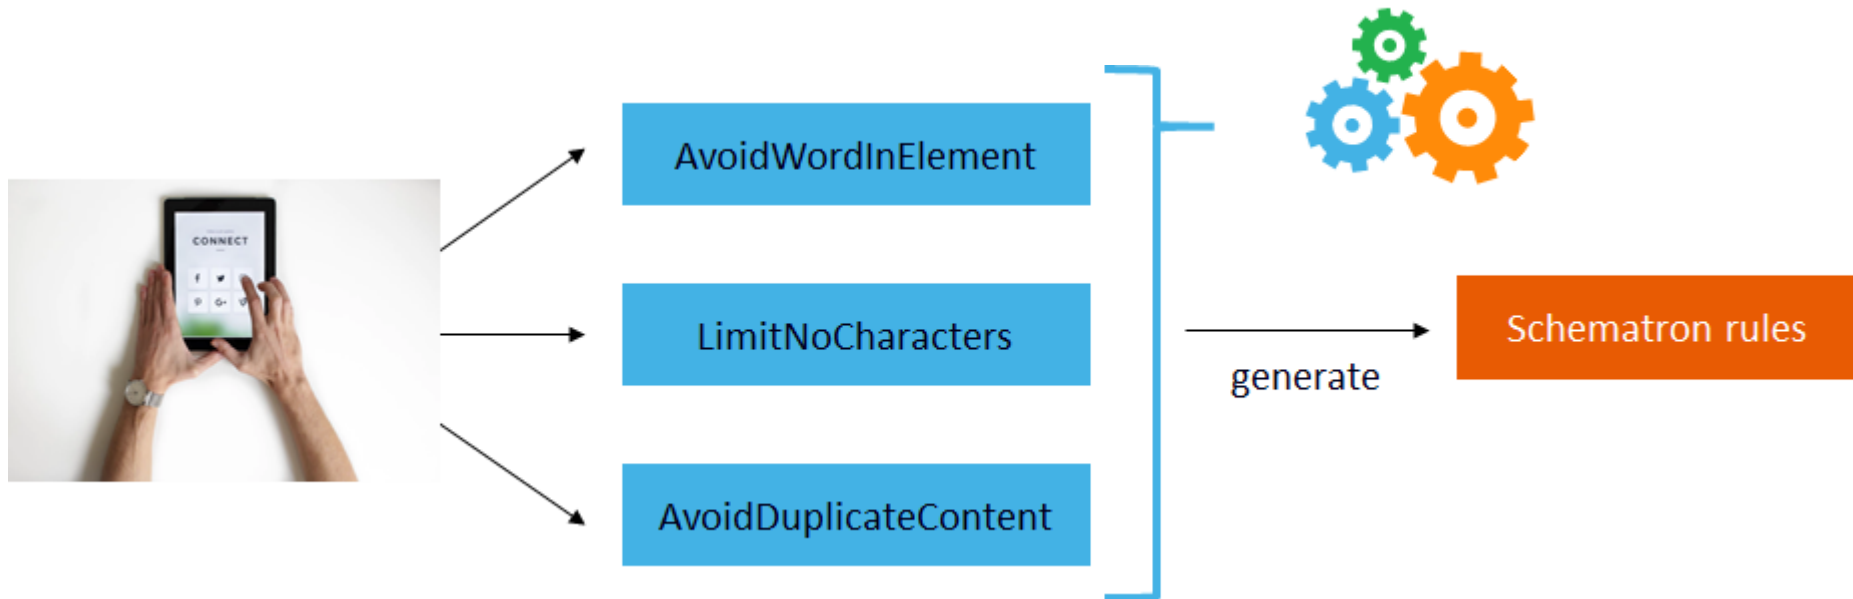 CONNECT
AvoidWordInElement
LimitNoCharacters
AvoidDuplicateContent
generate
Schematron rules